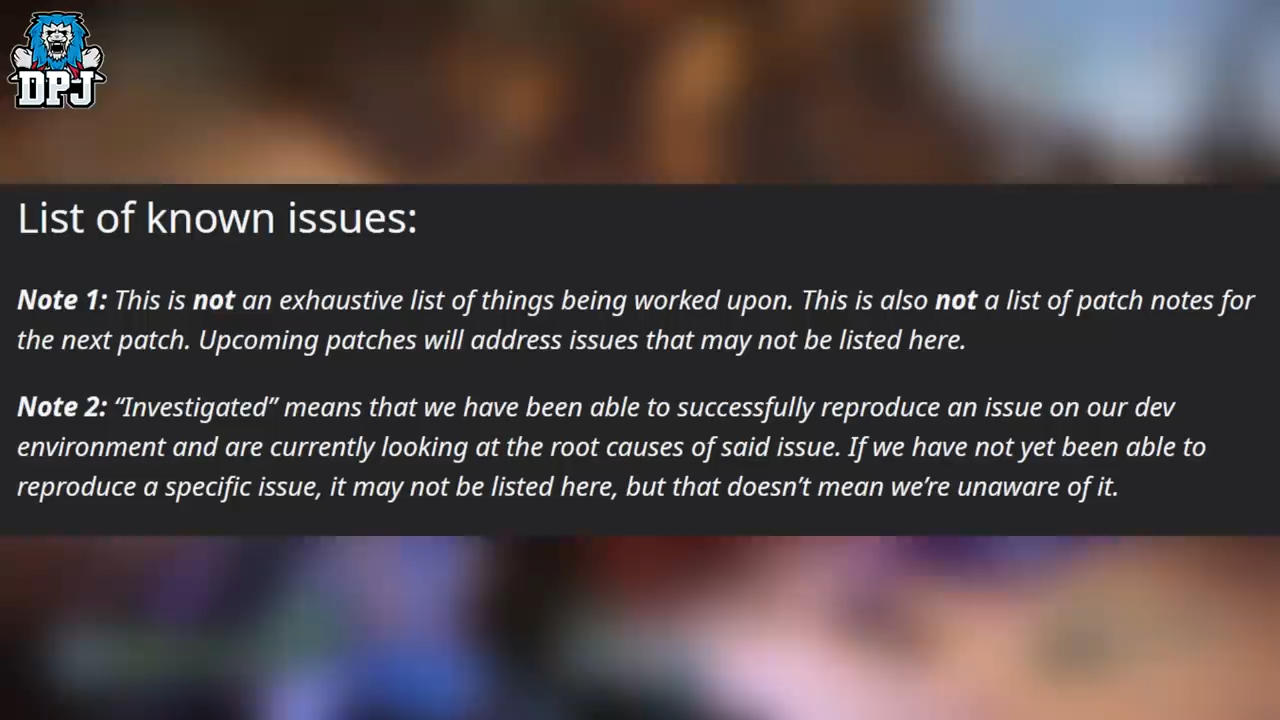 DPJ
List of known issues:
Note 1: This is not an exhaustive list of things being worked upon. This is also not a list of patch notes for
the next patch. Upcoming patches will address issues that may not be listed here.
Note 2: “Investigated” means that we have been able to successfully reproduce an issue on our dev
environment and are currently looking at the root causes of said issue. If we have not yet been able to
reproduce a specific issue, it may not be listed here, but that doesn’t mean we’re unaware of it.